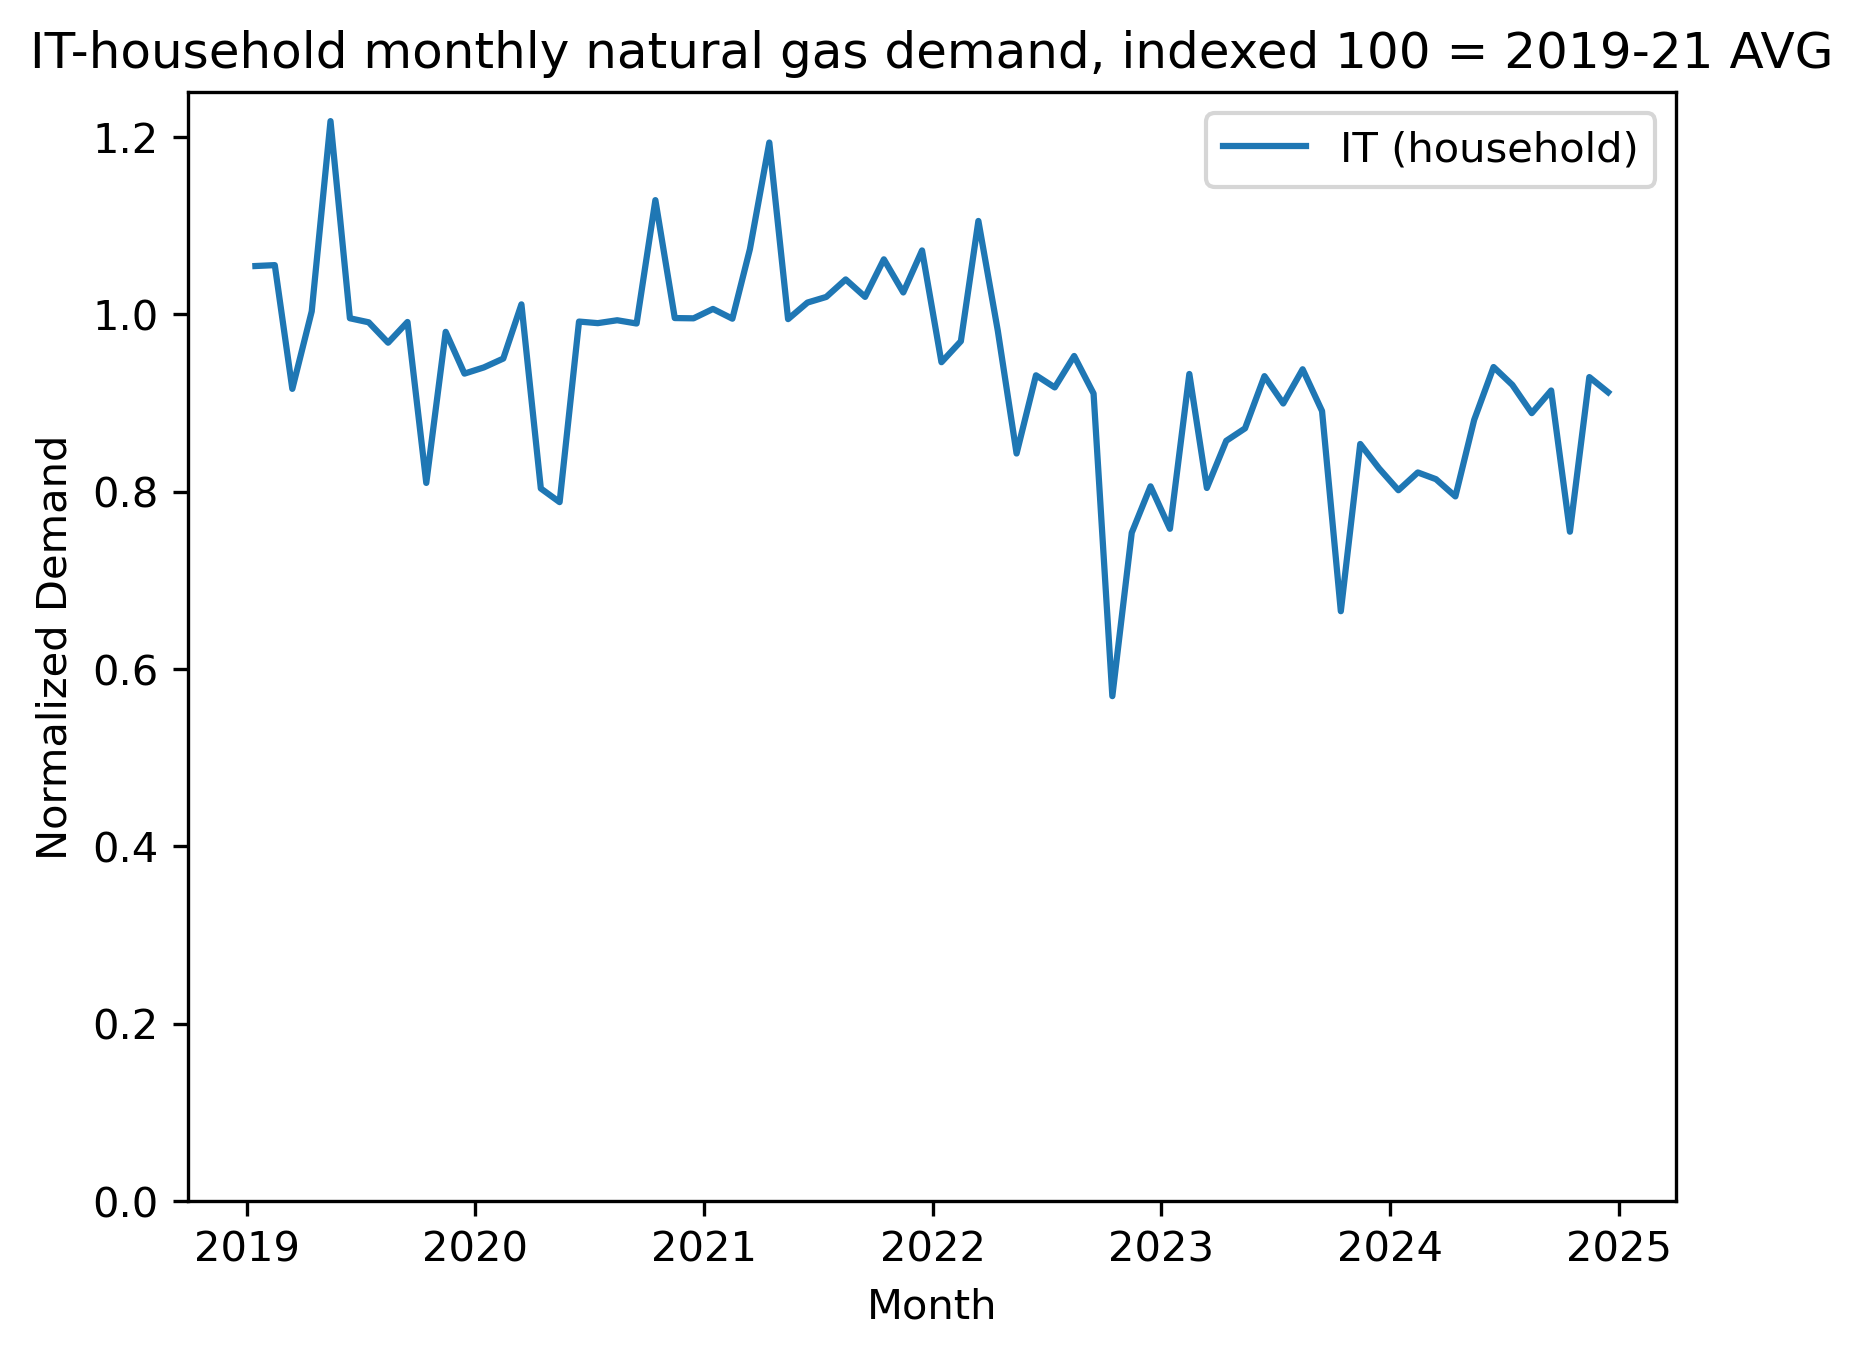 IT-household monthly natural gas demand, indexed 100 = 2019-21 AVG
IT (household)
Normalized Demand
1.2
1.0
0.8
0.6
0.4
0.2
0.0
2019 2020 2021 2022 2023 2024 2025
Month